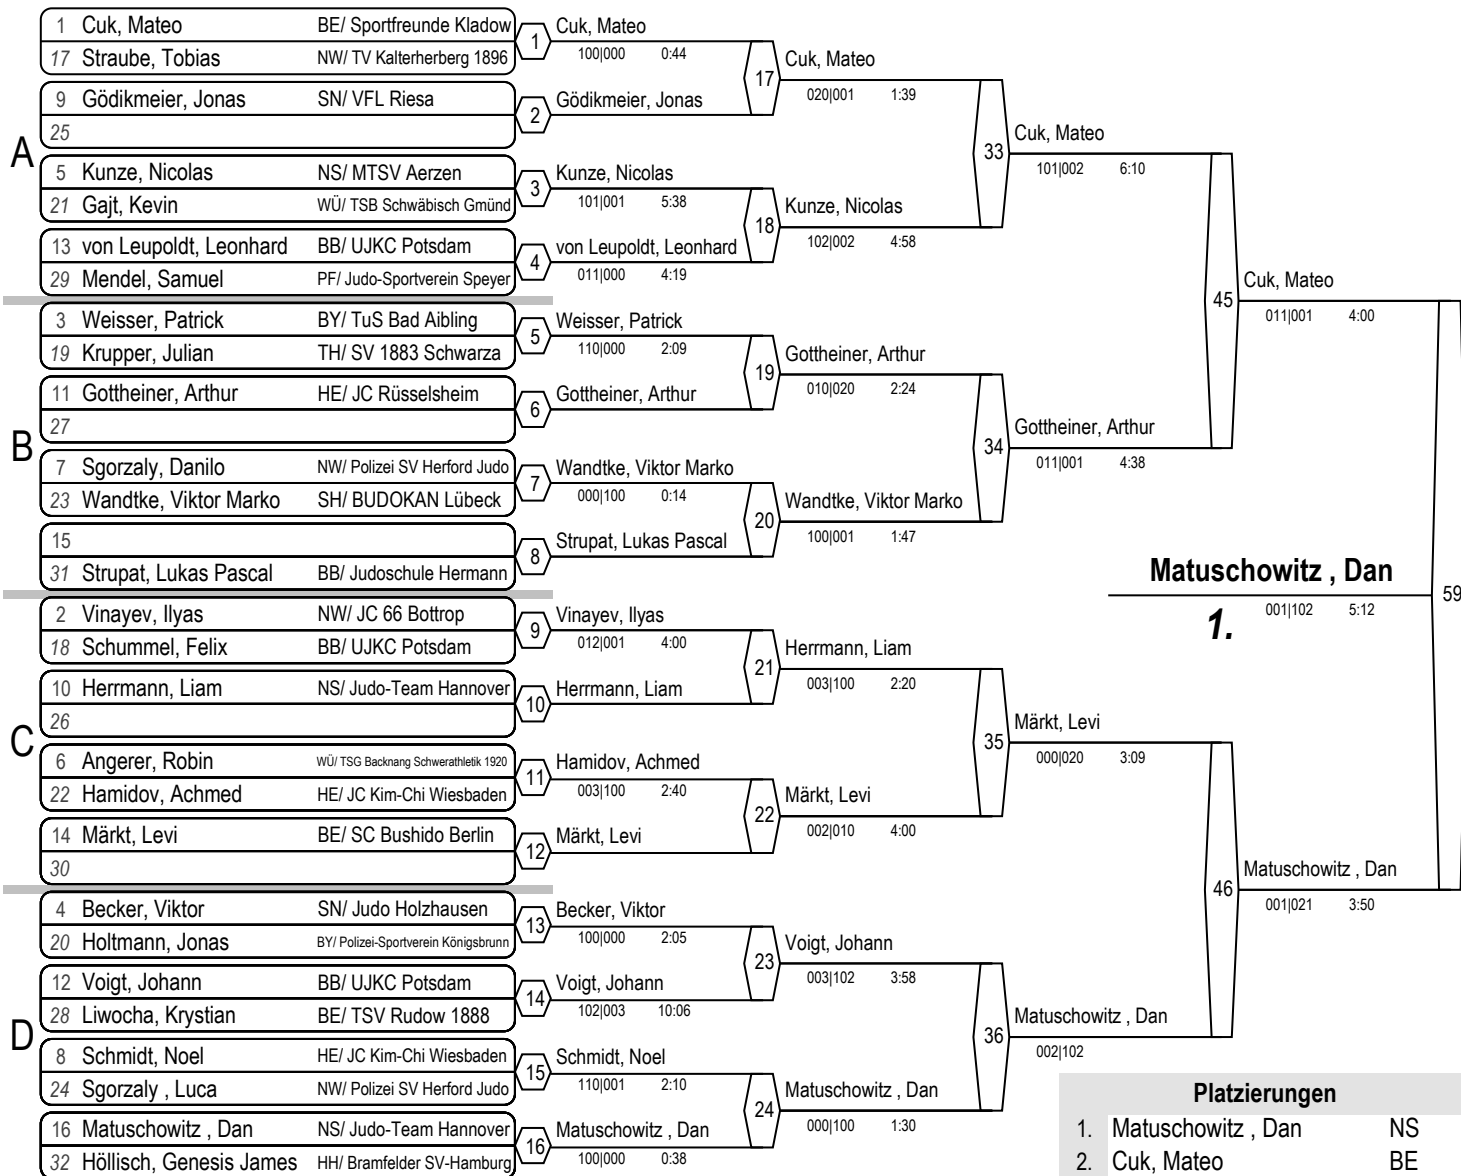 1 Cuk, Mateo BE/ Sportfreunde Kladow
17 Straube, Tobias NW/ TV Kalterherberg 1896
1
Cuk, Mateo
100|000 0:44
9 Gödikmeier, Jonas SN/ VFL Riesa
25
2
Gödikmeier, Jonas
17
Cuk, Mateo
020|001 1:39
A
5 Kunze, Nicolas NS/ MTSV Aerzen
21 Gajt, Kevin WÜ/ TSB Schwäbisch Gmünd
3
Kunze, Nicolas
101|001 5:38
13 von Leupoldt, Leonhard BB/ UJKC Potsdam
29 Mendel, Samuel PF/ Judo-Sportverein Speyer
4
von Leupoldt, Leonhard
011|000 4:19
18
Kunze, Nicolas
102|002 4:58
33
Cuk, Mateo
101|002 6:10
3 Weisser, Patrick BY/ TuS Bad Aibling
19 Krupper, Julian TH/ SV 1883 Schwarza
5
Weisser, Patrick
110|000 2:09
11 Gottheiner, Arthur HE/ JC Rüsselsheim
27
6
Gottheiner, Arthur
19
Gottheiner, Arthur
010|020 2:24
B
7 Sgorzaly, Danilo NW/ Polizei SV Herford Judo
23 Wandtke, Viktor Marko SH/ BUDOKAN Lübeck
7
Wandtke, Viktor Marko
000|100 0:14
15
31 Strupat, Lukas Pascal BB/ Judoschule Hermann
8
Strupat, Lukas Pascal
20
Wandtke, Viktor Marko
100|001 1:47
34
Gottheiner, Arthur
011|001 4:38
45
Cuk, Mateo
011|001 4:00
2 Vinayev, Ilyas NW/ JC 66 Bottrop
18 Schummel, Felix BB/ UJKC Potsdam
9
Vinayev, Ilyas
012|001 4:00
10 Herrmann, Liam NS/ Judo-Team Hannover
26
10
Herrmann, Liam
21
Herrmann, Liam
003|100 2:20
C
6 Angerer, Robin WÜ/ TSG Backnang Schwerathletik 1920
22 Hamidov, Achmed HE/ JC Kim-Chi Wiesbaden
11
Hamidov, Achmed
003|100 2:40
14 Märkt, Levi BE/ SC Bushido Berlin
30
12
Märkt, Levi
22
Märkt, Levi
002|010 4:00
35
Märkt, Levi
000|020 3:09
4 Becker, Viktor SN/ Judo Holzhausen
20 Holtmann, Jonas BY/ Polizei-Sportverein Königsbrunn
13
Becker, Viktor
100|000 2:05
12 Voigt, Johann BB/ UJKC Potsdam
28 Liwocha, Krystian BE/ TSV Rudow 1888
14
Voigt, Johann
102|003 10:06
23
Voigt, Johann
003|102 3:58
D
8 Schmidt, Noel HE/ JC Kim-Chi Wiesbaden
24 Sgorzaly , Luca NW/ Polizei SV Herford Judo
15
Schmidt, Noel
110|001 2:10
16 Matuschowitz , Dan NS/ Judo-Team Hannover
32 Höllisch, Genesis James HH/ Bramfelder SV-Hamburg
16
Matuschowitz , Dan
100|000 0:38
24
Matuschowitz , Dan
000|100 1:30
36
Matuschowitz , Dan
002|102
46
Matuschowitz , Dan
001|021 3:50
59
Matuschowitz , Dan
1. 001|102 5:12
Platzierungen
1. Matuschowitz , Dan NS
2. Cuk, Mateo BE